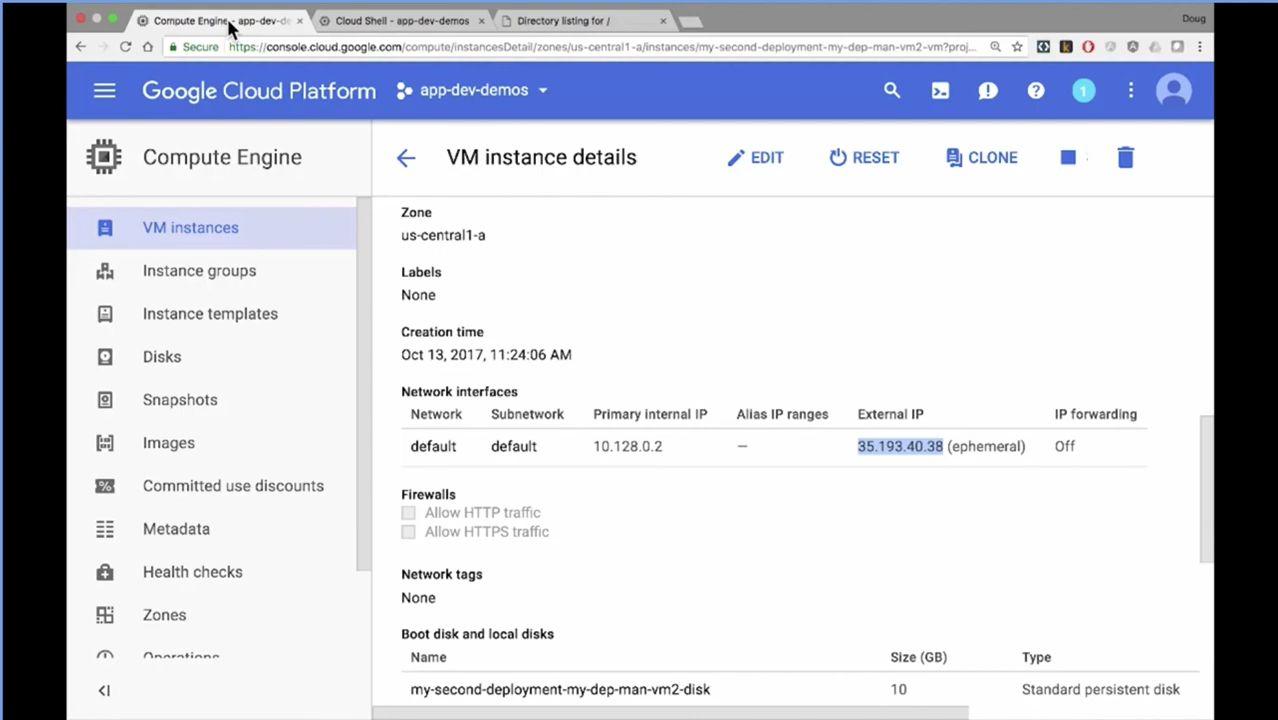 Compute Engine - app-dev-de
Cloud Shell - app-dev-demos
Directory listing for /
Doug
Secure https://console.cloud.google.com/compute/instancesDetail/zones/us-central1-a/instances/my-second-deployment-my-dep-man-vm2-vm?proj...
Google Cloud Platform
app-dev-demos
1
Compute Engine
VM instance details
EDIT
RESET
CLONE
VM instances
Instance groups
Instance templates
Disks
Snapshots
Images
Committed use discounts
Metadata
Health checks
Zones
Operations
Zone
us-central1-a
Labels
None
Creation time
Oct 13, 2017, 11:24:06 AM
Network interfaces
Network Subnetwork Primary internal IP Alias IP ranges External IP IP forwarding
default default 10.128.0.2 — 35.193.40.38 (ephemeral) Off
Firewalls
Allow HTTP traffic
Allow HTTPS traffic
Network tags
None
Boot disk and local disks
Name Size (GB) Type
my-second-deployment-my-dep-man-vm2-disk 10 Standard persistent disk